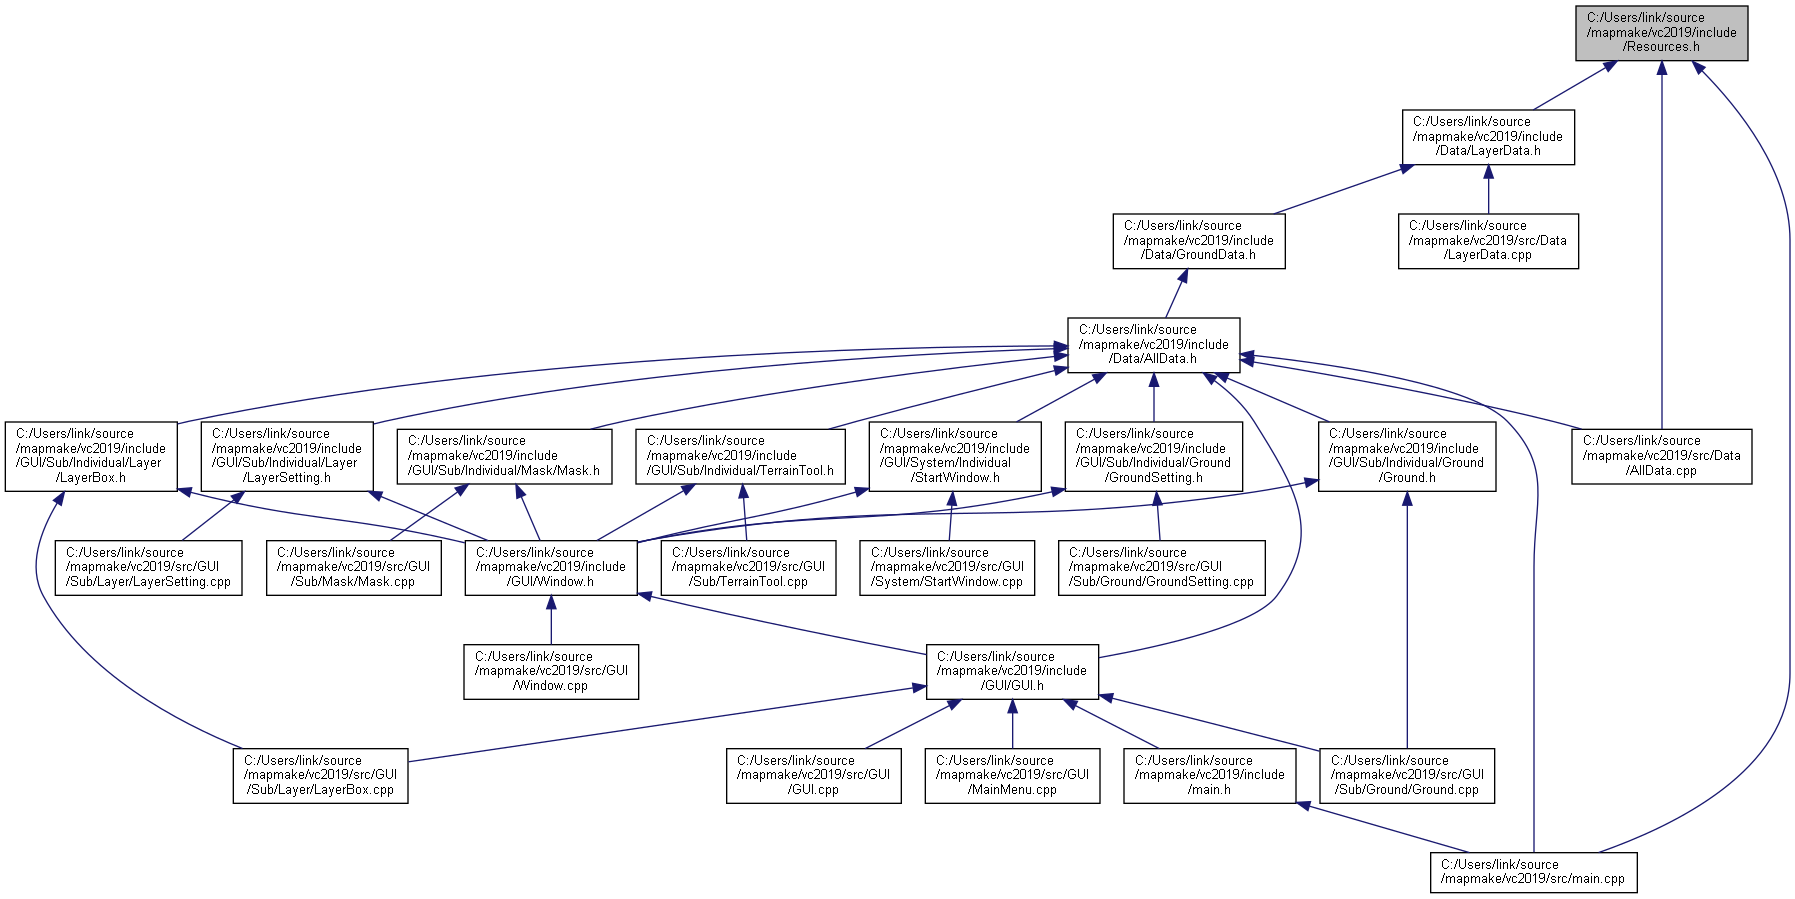 C:/Users/link/source
/mapmake/vc2019/include
/Resources.h
C:/Users/link/source
/mapmake/vc2019/include
/Data/LayerData.h
C:/Users/link/source
/mapmake/vc2019/include
/Data/GroundData.h
C:/Users/link/source
/mapmake/vc2019/src/Data
/LayerData.cpp
C:/Users/link/source
/mapmake/vc2019/include
/Data/AllData.h
C:/Users/link/source
/mapmake/vc2019/include
/GUI/Sub/Individual/Layer
/LayerBox.h
C:/Users/link/source
/mapmake/vc2019/include
/GUI/Sub/Individual/Layer
/LayerSetting.h
C:/Users/link/source
/mapmake/vc2019/include
/GUI/Sub/Individual/Mask/Mask.h
C:/Users/link/source
/mapmake/vc2019/include
/GUI/Sub/Individual/TerrainTool.h
C:/Users/link/source
/mapmake/vc2019/include
/GUI/System/Individual
/StartWindow.h
C:/Users/link/source
/mapmake/vc2019/include
/GUI/Sub/Individual/Ground
/GroundSetting.h
C:/Users/link/source
/mapmake/vc2019/include
/GUI/Sub/Individual/Ground
/Ground.h
C:/Users/link/source
/mapmake/vc2019/src/Data
/AllData.cpp
C:/Users/link/source
/mapmake/vc2019/src/GUI
/Sub/Layer/LayerSetting.cpp
C:/Users/link/source
/mapmake/vc2019/src/GUI
/Sub/Mask/Mask.cpp
C:/Users/link/source
/mapmake/vc2019/include
/GUI/Window.h
C:/Users/link/source
/mapmake/vc2019/src/GUI
/Sub/TerrainTool.cpp
C:/Users/link/source
/mapmake/vc2019/src/GUI
/System/StartWindow.cpp
C:/Users/link/source
/mapmake/vc2019/src/GUI
/Sub/Ground/GroundSetting.cpp
C:/Users/link/source
/mapmake/vc2019/src/GUI
/Window.cpp
C:/Users/link/source
/mapmake/vc2019/include
/GUI/GUI.h
C:/Users/link/source
/mapmake/vc2019/src/GUI
/Sub/Layer/LayerBox.cpp
C:/Users/link/source
/mapmake/vc2019/src/GUI
/GUI.cpp
C:/Users/link/source
/mapmake/vc2019/src/GUI
/MainMenu.cpp
C:/Users/link/source
/mapmake/vc2019/include
/main.h
C:/Users/link/source
/mapmake/vc2019/src/GUI
/Sub/Ground/Ground.cpp
C:/Users/link/source
/mapmake/vc2019/src/main.cpp